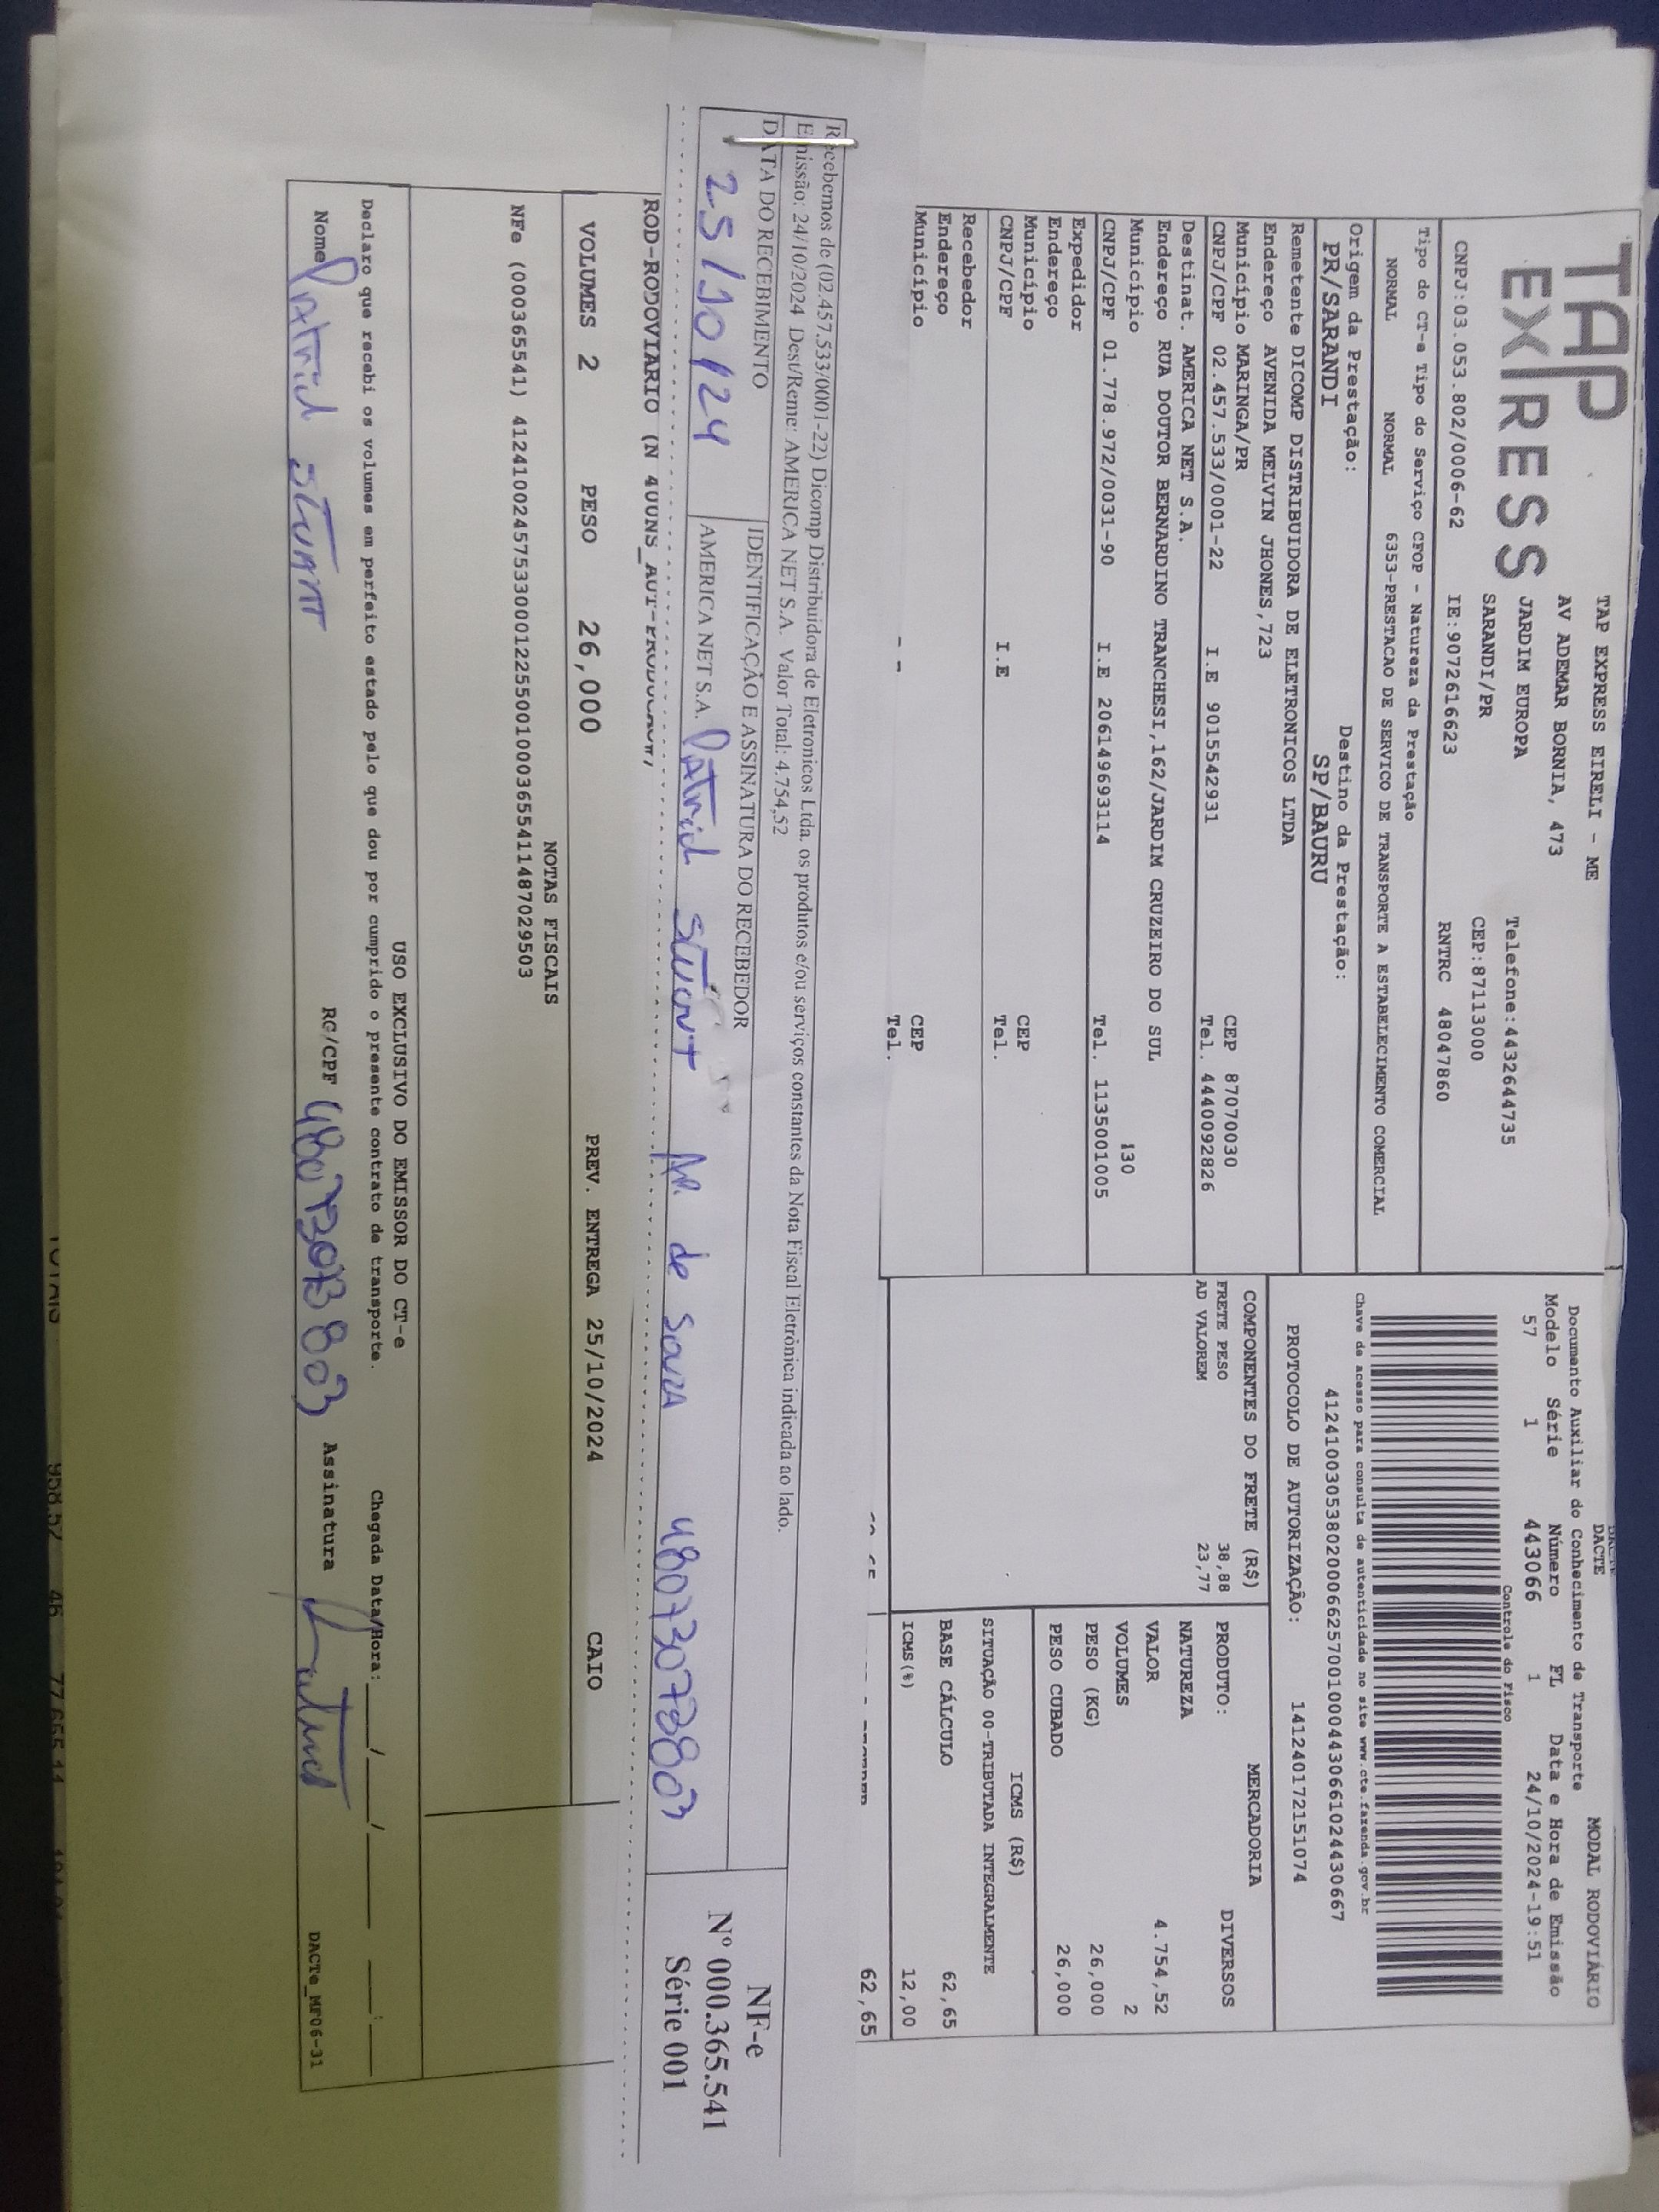 TAP
EXPRESS
TAP EXPRESS EIRELI - ME
AV ADEMAR BORNIA, 473
JARDIM EUROPA
SARANDI/PR
Telefone:4432644735
CEP:87113000
CNPJ:03.053.802/0006-62 IE:9072616623 RNTRC 48047860
Tipo do CT-e Tipo do Serviço CFOP - Natureza da Prestação
NORMAL NORMAL 6353-PRESTACAO DE SERVICO DE TRANSPORTE A ESTABELECIMENTO COMERCIAL
Origem da Prestação: Destino da Prestação:
PR/SARANDI SP/BAURU
Remetente DICOMP DISTRIBUIDORA DE ELETRONICOS LTDA
Endereço AVENIDA MELVIN JHONES,723
Município MARINGA/PR CEP 87070030
CNPJ/CPF 02.457.533/0001-22 I.E 9015542931 Tel. 4440092826
Destinat. AMERICA NET S.A.
Endereço RUA DOUTOR BERNARDINO TRANCHESI,162/JARDIM CRUZEIRO DO SUL
Município 130
CNPJ/CPF 01.778.972/0031-90 I.E 206149693114 Tel. 1135001005
Expedidor
Endereço
Município CEP
CNPJ/CPF I.E Tel.
Recebedor
Endereço
Município CEP
Tel.
DACTE MODAL RODOVIÁRIO
Documento Auxiliar do Conhecimento de Transporte
Modelo Série Número FL Data e Hora de Emissão
57 1 443066 1 24/10/2024-19:51
Controle do Fisco
Chave de acesso para consulta de autenticidade no site www.cte.fazenda.gov.br
41241003053802000662570010004430661024430667
PROTOCOLO DE AUTORIZAÇÃO: 141240172151074
COMPONENTES DO FRETE (R$)
FRETE PESO 38,88
AD VALOREM 23,77
MERCADORIA
PRODUTO: DIVERSOS
NATUREZA
VALOR 4.754,52
VOLUMES 2
PESO (KG) 26,000
PESO CUBADO 26,000
ICMS (R$)
SITUAÇÃO 00-TRIBUTADA INTEGRALMENTE
BASE CÁLCULO 62,65
ICMS(%) 12,00
62,65
Recebemos de (02.457.533/0001-22) Dicomp Distribuidora de Eletronicos Ltda. os produtos e/ou serviços constantes da Nota Fiscal Eletrônica indicada ao lado.
Emissão: 24/10/2024 Dest/Reme: AMERICA NET S.A. Valor Total: 4.754,52
DATA DO RECEBIMENTO IDENTIFICAÇÃO E ASSINATURA DO RECEBEDOR
25/10/24 AMERICA NET S.A. Patrick Stuart de Souza 48073078803
NF-e
Nº 000.365.541
Série 001
ROD-RODOVIARIO
VOLUMES 2 PESO 26,000 PREV. ENTREGA 25/10/2024 CAIO
NOTAS FISCAIS
NFe (000365541) 41241002457533000122550010003655411487029503
USO EXCLUSIVO DO EMISSOR DO CT-e
Declaro que recebi os volumes em perfeito estado pelo que dou por cumprido o presente contrato de transporte. Chegada Data/Hora: ____/____/____ ___:___
Nome Patrick Stuart RG/CPF Assinatura Patrick DACTe_MF06-31